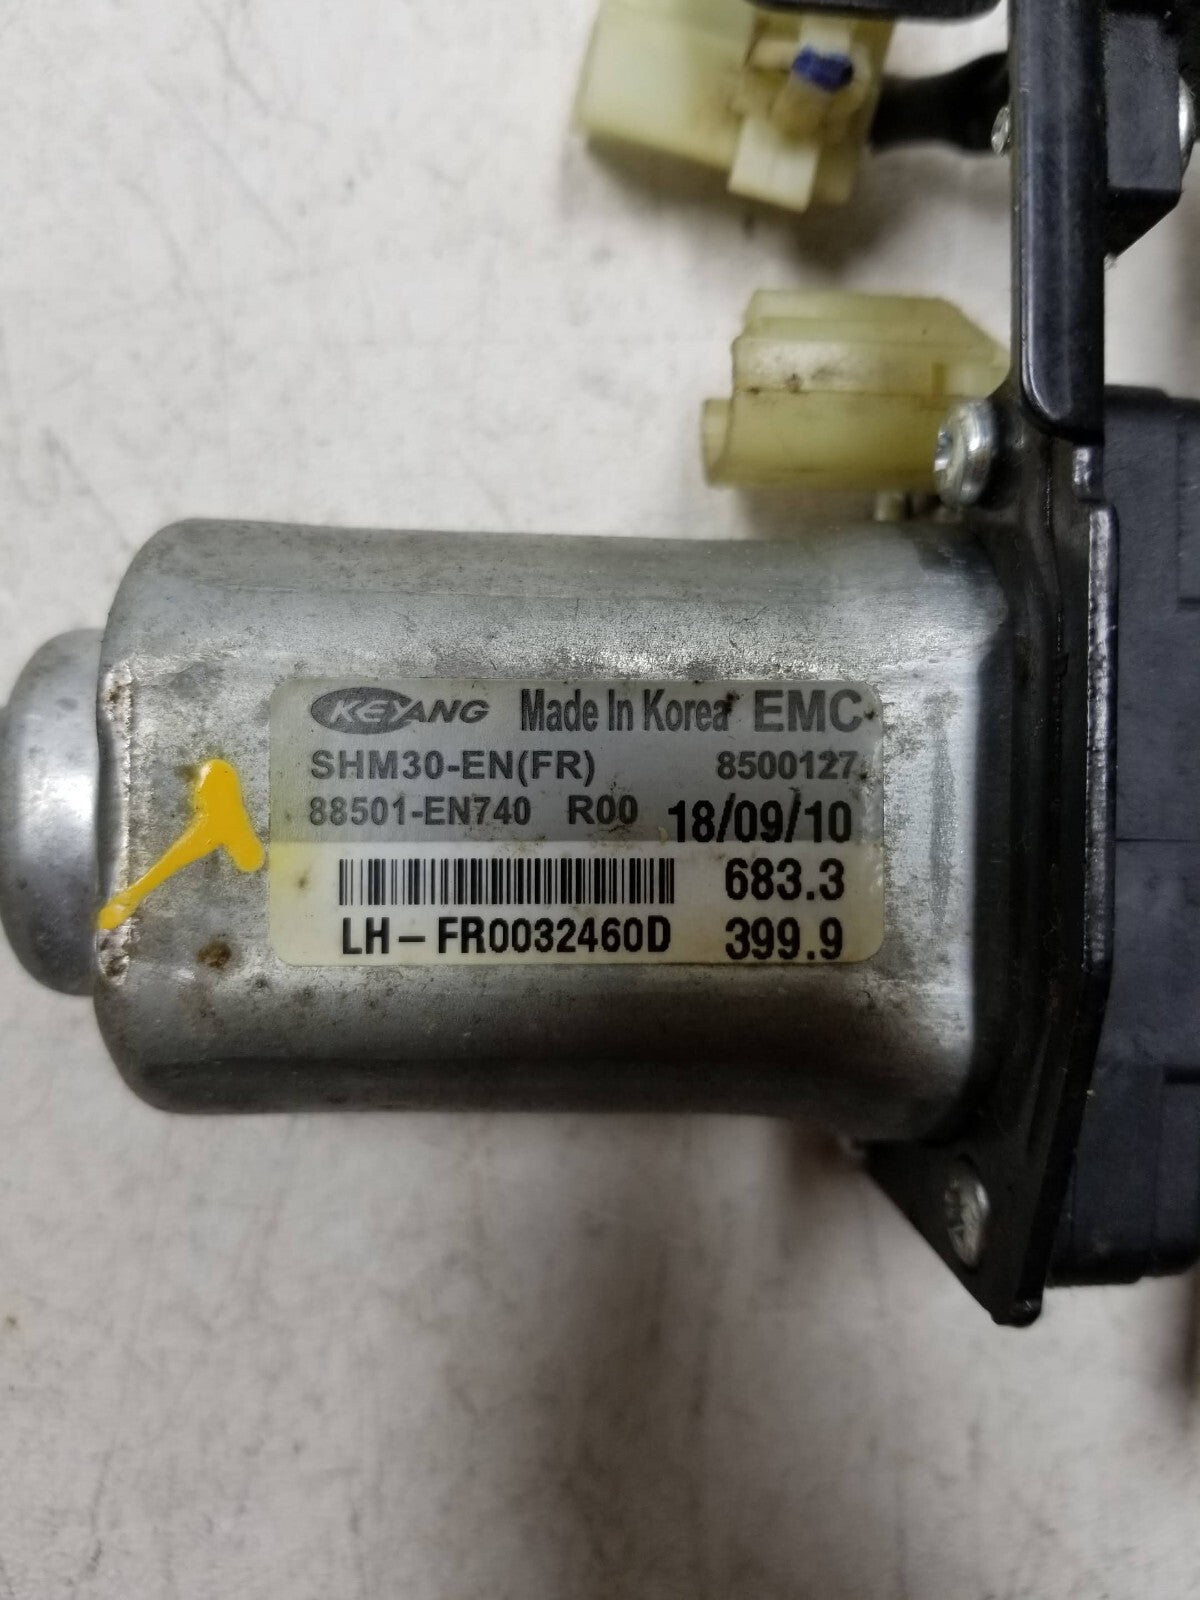 KEYANG Made In Korea EMC
SHM30-EN(FR) 8500127
88501-EN740 R00 18/09/10
683.3
LH-FR0032460D 399.9